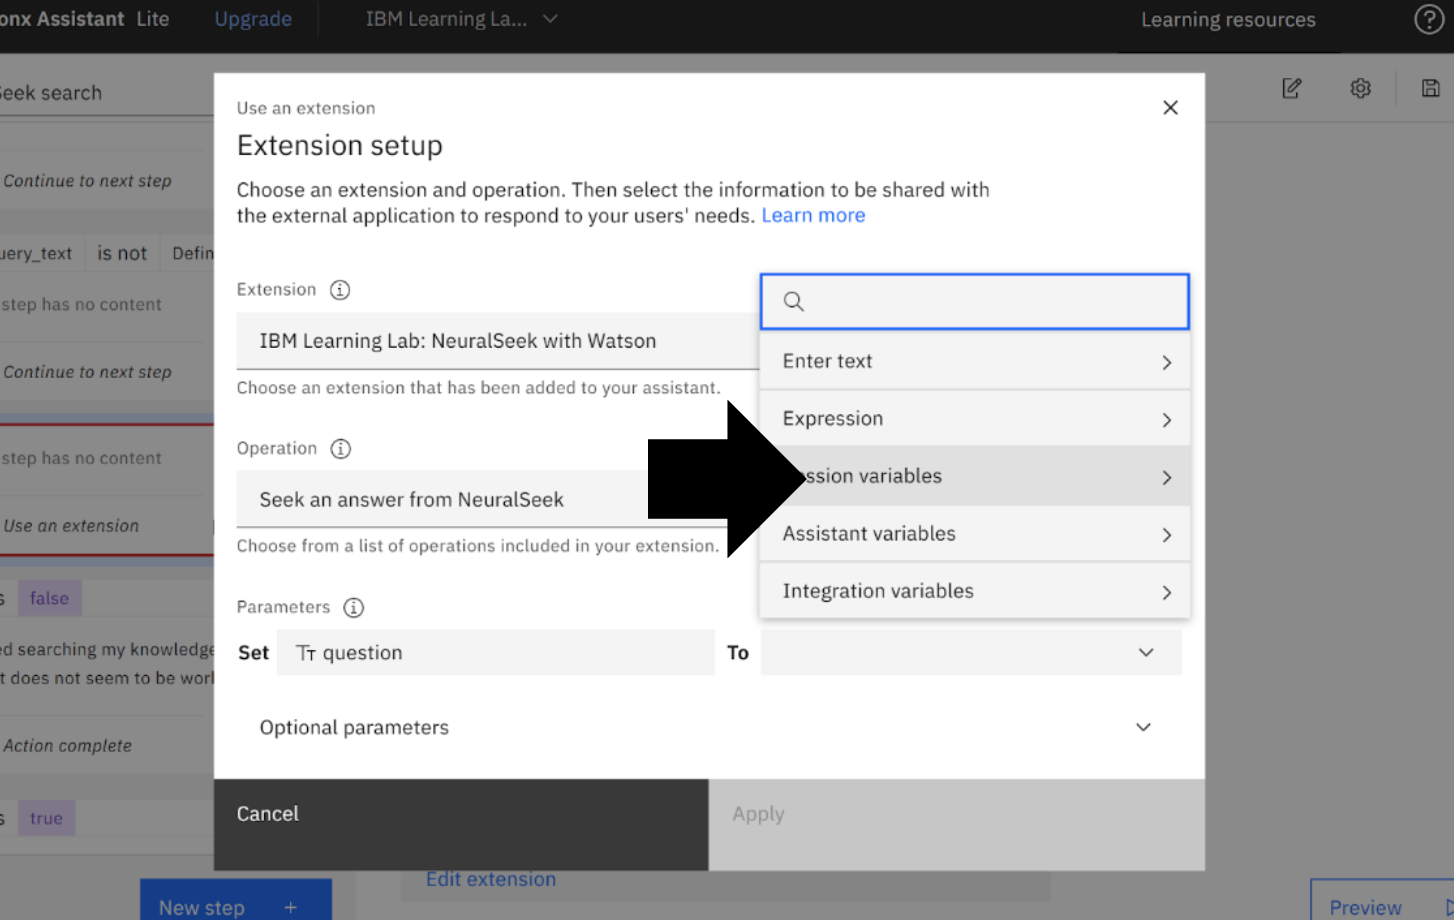 onx Assistant Lite
Upgrade
IBM Learning La...
Learning resources
eek search
Continue to next step
uery_text is not Defin
step has no content
Continue to next step
step has no content
Use an extension
s false
ed searching my knowledge
t does not seem to be worl
Action complete
s true
New step +
Use an extension
Extension setup
Choose an extension and operation. Then select the information to be shared with
the external application to respond to your users' needs. Learn more
Extension
IBM Learning Lab: NeuralSeek with Watson
Choose an extension that has been added to your assistant.
Operation
Seek an answer from NeuralSeek
Choose from a list of operations included in your extension.
Enter text
Expression
ssion variables
Assistant variables
Integration variables
Parameters
Set Tт question To
Optional parameters
Cancel
Apply
Edit extension
Preview